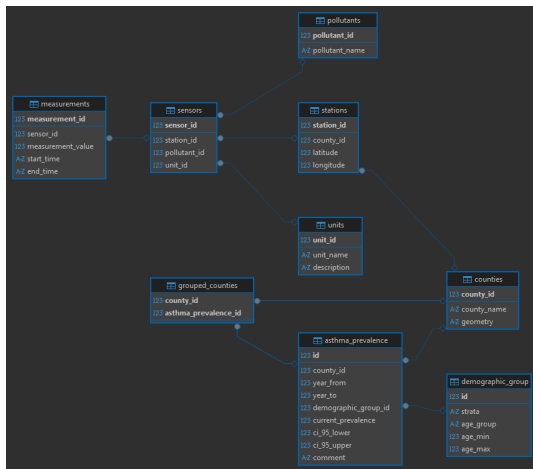 pollutants
123 pollutant_id
A-Z pollutant_name
measurements
123 measurement_id
123 sensor_id
123 measurement_value
A-Z start_time
A-Z end_time
sensors
123 sensor_id
123 station_id
123 pollutant_id
123 unit_id
stations
123 station_id
123 county_id
123 latitude
123 longitude
units
123 unit_id
A-Z unit_name
A-Z description
grouped_counties
123 county_id
123 asthma_prevalence_id
counties
123 county_id
A-Z county_name
A-Z geometry
asthma_prevalence
123 id
123 county_id
123 year_from
123 year_to
123 demographic_group_id
123 current_prevalence
123 ci_95_lower
123 ci_95_upper
A-Z comment
demographic_group
123 id
A-Z strata
A-Z age_group
123 age_min
123 age_max